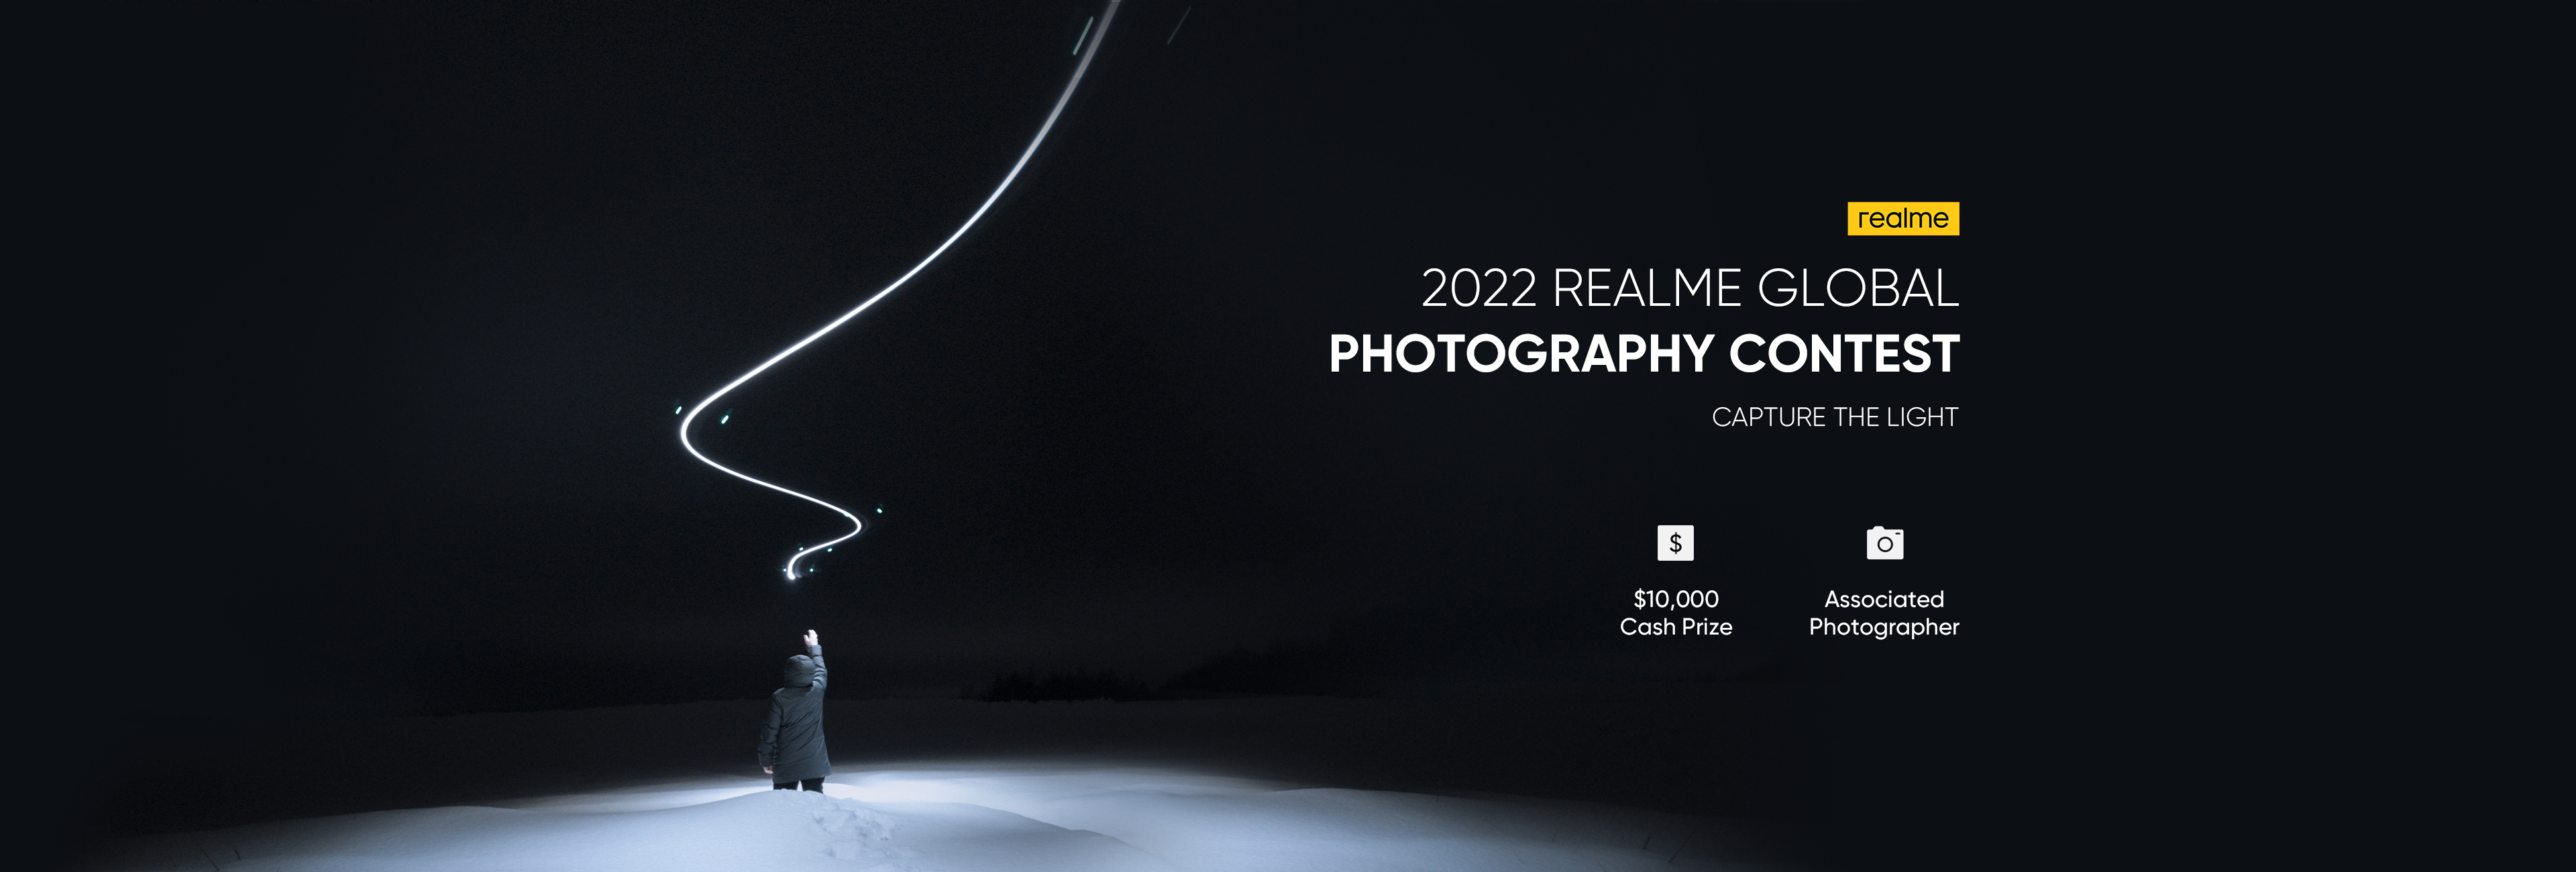 realme
2022 REALME GLOBAL
PHOTOGRAPHY CONTEST
CAPTURE THE LIGHT
$
$10,000
Cash Prize
Associated
Photographer